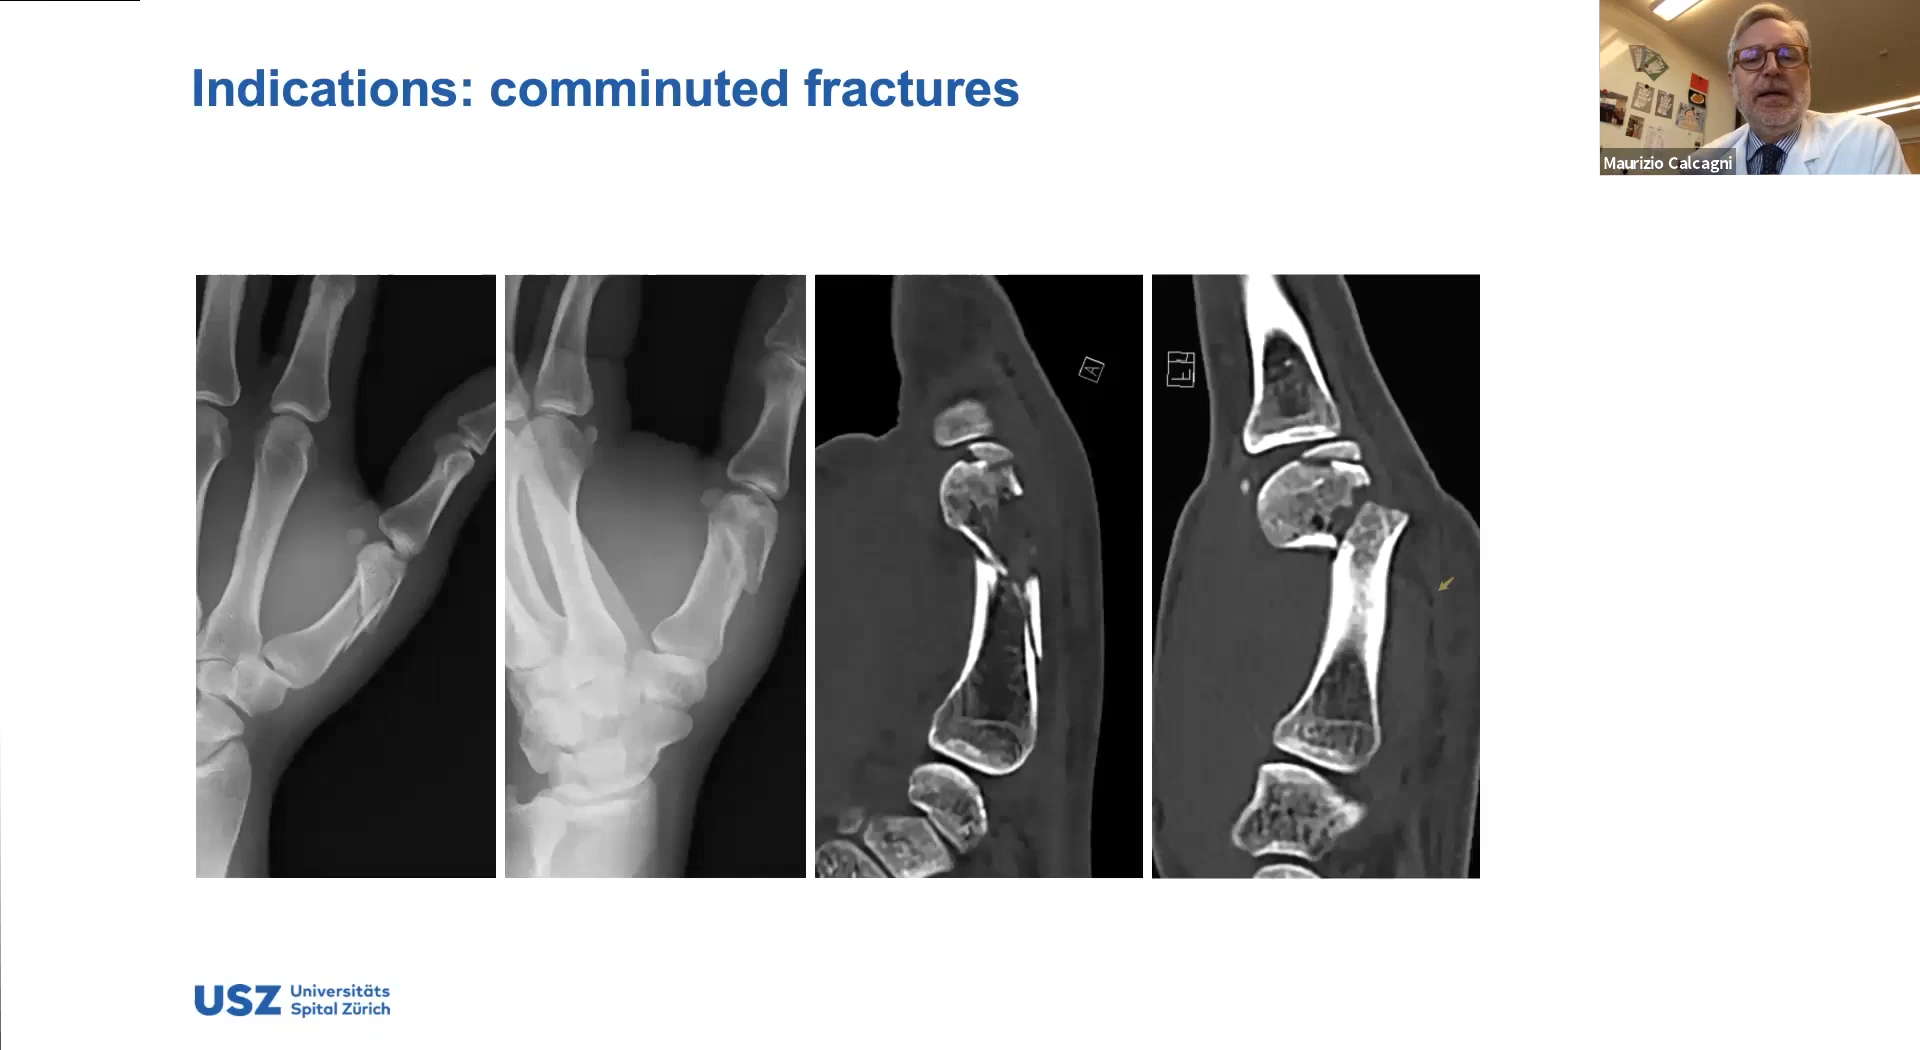 Indications: comminuted fractures
Maurizio Calcagni
A
USZ Universitäts
Spital Zürich